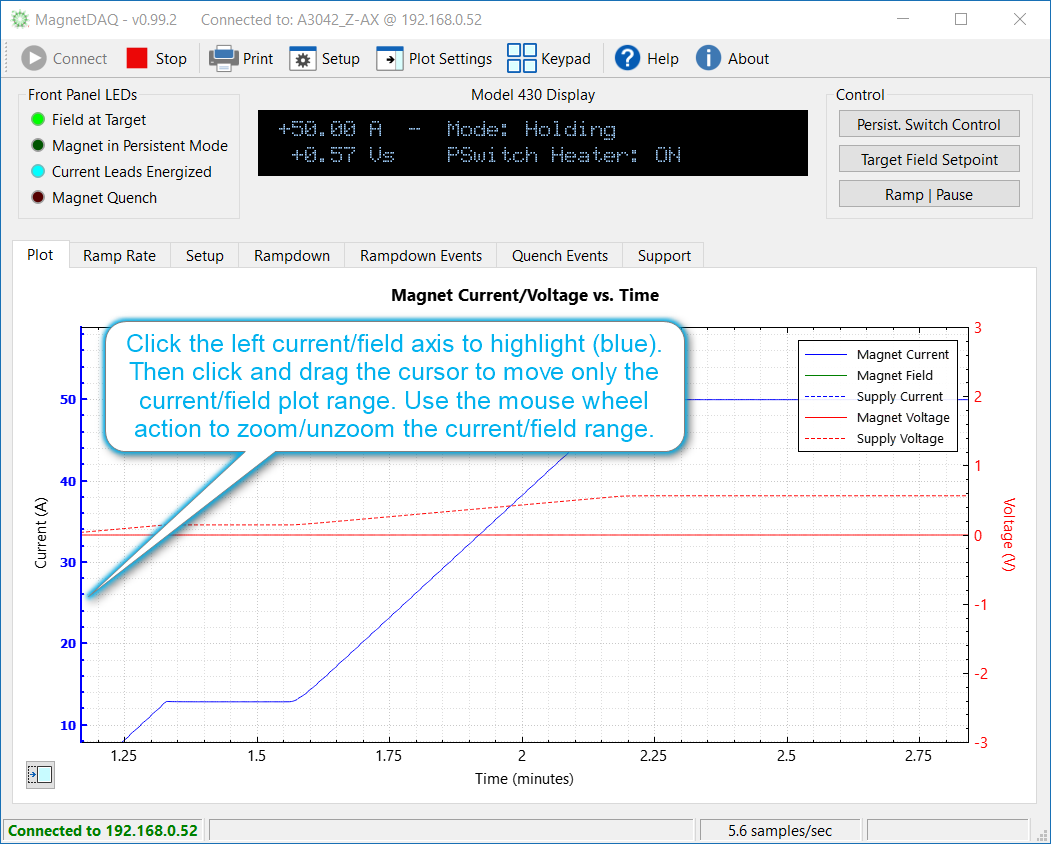 MagnetDAQ - v0.99.2 Connected to: A3042_Z-AX @ 192.168.0.52
Connect Stop Print Setup Plot Settings Keypad Help About
Front Panel LEDs
Field at Target
Magnet in Persistent Mode
Current Leads Energized
Magnet Quench
Model 430 Display
+50.00 A - Mode: Holding
+0.57 Vs PSwitch Heater: ON
Control
Persist. Switch Control
Target Field Setpoint
Ramp | Pause
Plot Ramp Rate Setup Rampdown Rampdown Events Quench Events Support
Magnet Current/Voltage vs. Time
Click the left current/field axis to highlight (blue).
Then click and drag the cursor to move only the
current/field plot range. Use the mouse wheel
action to zoom/unzoom the current/field range.
Magnet Current
Magnet Field
Supply Current
Magnet Voltage
Supply Voltage
Current (A)
50
40
30
20
10
3
2
1
0
-1
-2
-3
Voltage (V)
1.25 1.5 1.75 2 2.25 2.5 2.75
Time (minutes)
Connected to 192.168.0.52
5.6 samples/sec